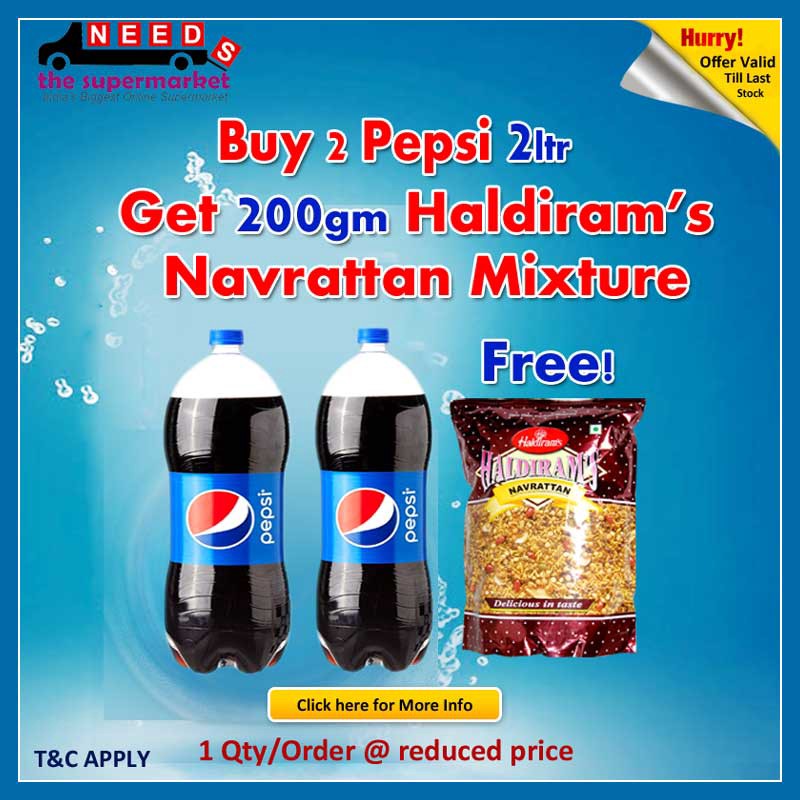 NEEDS
the supermarket
India's Biggest Online Supermarket
Hurry!
Offer Valid
Till Last
Stock
Buy 2 Pepsi 2ltr
Get 200gm Haldiram's
Navrattan Mixture
Free!
pepsi
pepsi
Haldiram's
HALDIRAM'S
NAVRATTAN
Delicious in taste
Click here for More Info
T&C APPLY
1 Qty/Order @ reduced price